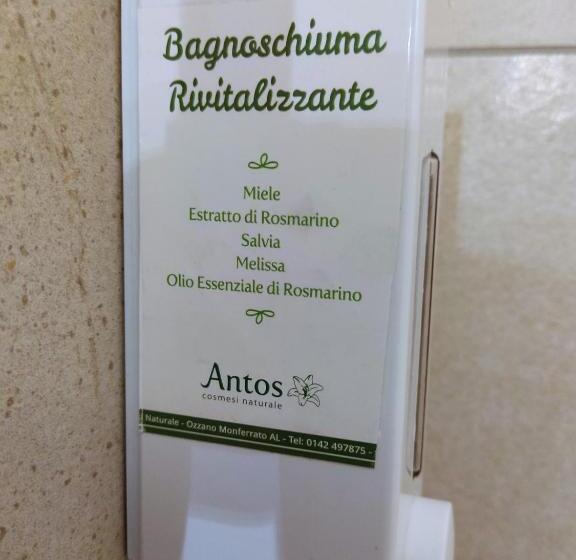 Bagnoschiuma
Rivitalizzante
Miele
Estratto di Rosmarino
Salvia
Melissa
Olio Essenziale di Rosmarino
Antos
cosmesi naturale
Naturale - Ozzano Monferrato AL - Tel: 0142 497875 -